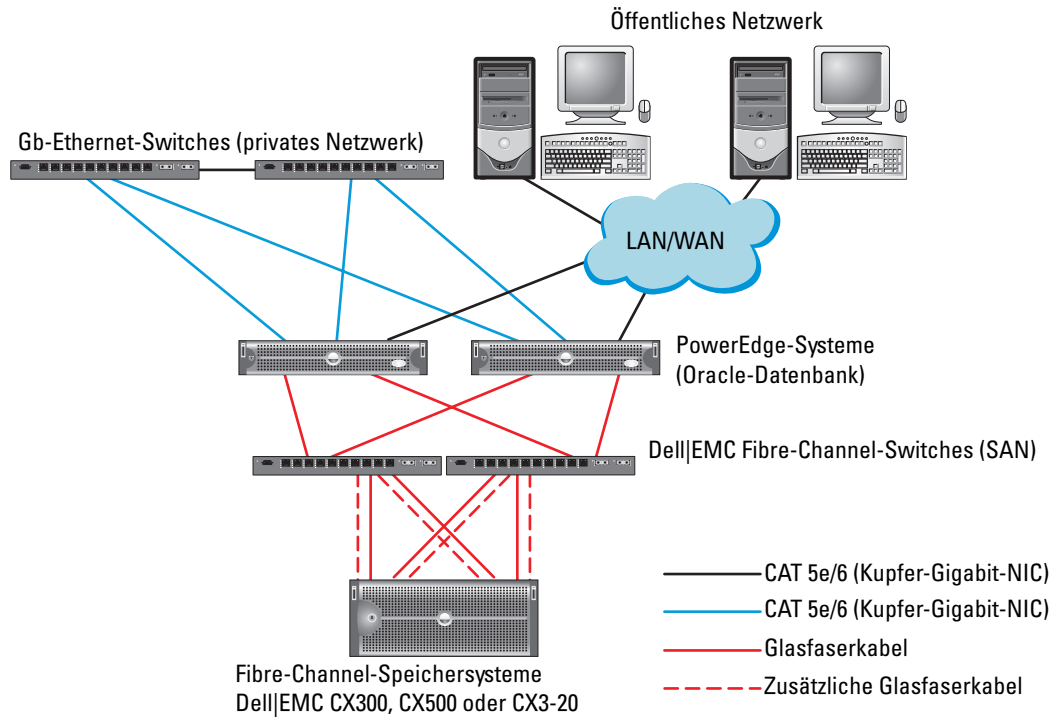 Öffentliches Netzwerk
Gb-Ethernet-Switches (privates Netzwerk)
LAN/WAN
PowerEdge-Systeme
(Oracle-Datenbank)
Dell|EMC Fibre-Channel-Switches (SAN)
CAT 5e/6 (Kupfer-Gigabit-NIC)
CAT 5e/6 (Kupfer-Gigabit-NIC)
Glasfaserkabel
Zusätzliche Glasfaserkabel
Fibre-Channel-Speichersysteme
Dell|EMC CX300, CX500 oder CX3-20